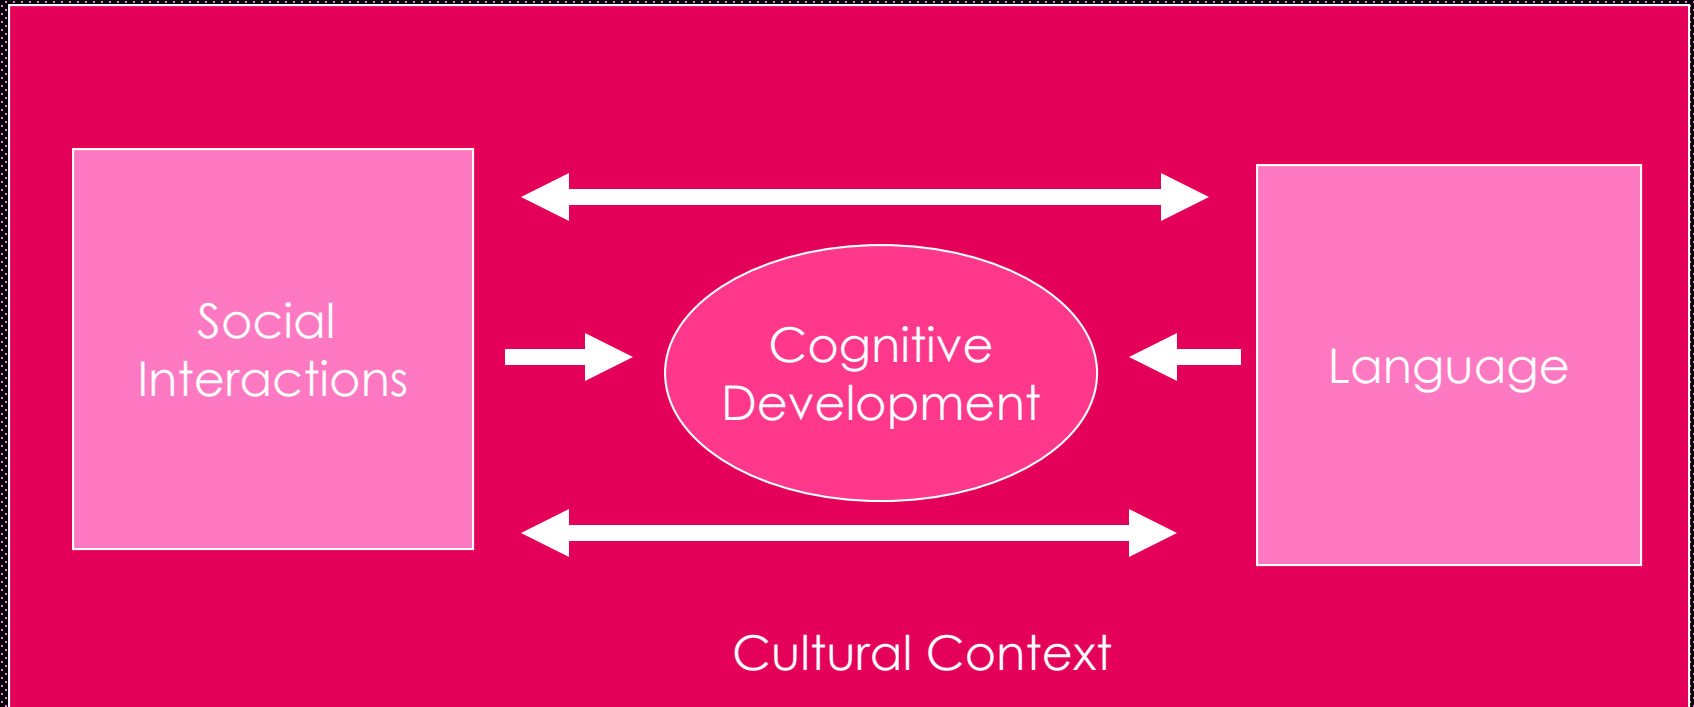 Social
Interactions
Cognitive
Development
Language
Cultural Context